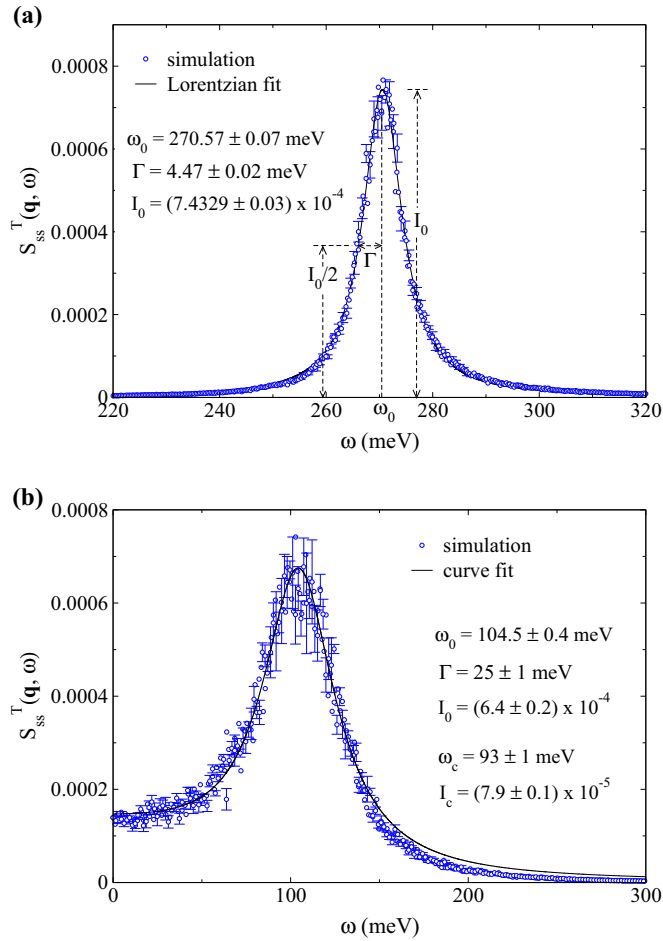 (a)
0.0008
simulation
Lorentzian fit
ω₀ = 270.57 ± 0.07 meV
Γ = 4.47 ± 0.02 meV
I₀ = (7.4329 ± 0.03) x 10⁻⁴
0.0006
S_ss^T(q, ω)
0.0004
I₀/2
Γ
I₀
0.0002
0
220 240 260 ω₀ 280 300 320
ω (meV)
(b)
0.0008
simulation
curve fit
0.0006
ω₀ = 104.5 ± 0.4 meV
Γ = 25 ± 1 meV
I₀ = (6.4 ± 0.2) x 10⁻⁴
S_ss^T(q, ω)
0.0004
ω_c = 93 ± 1 meV
I_c = (7.9 ± 0.1) x 10⁻⁵
0.0002
0
0 100 200 300
ω (meV)